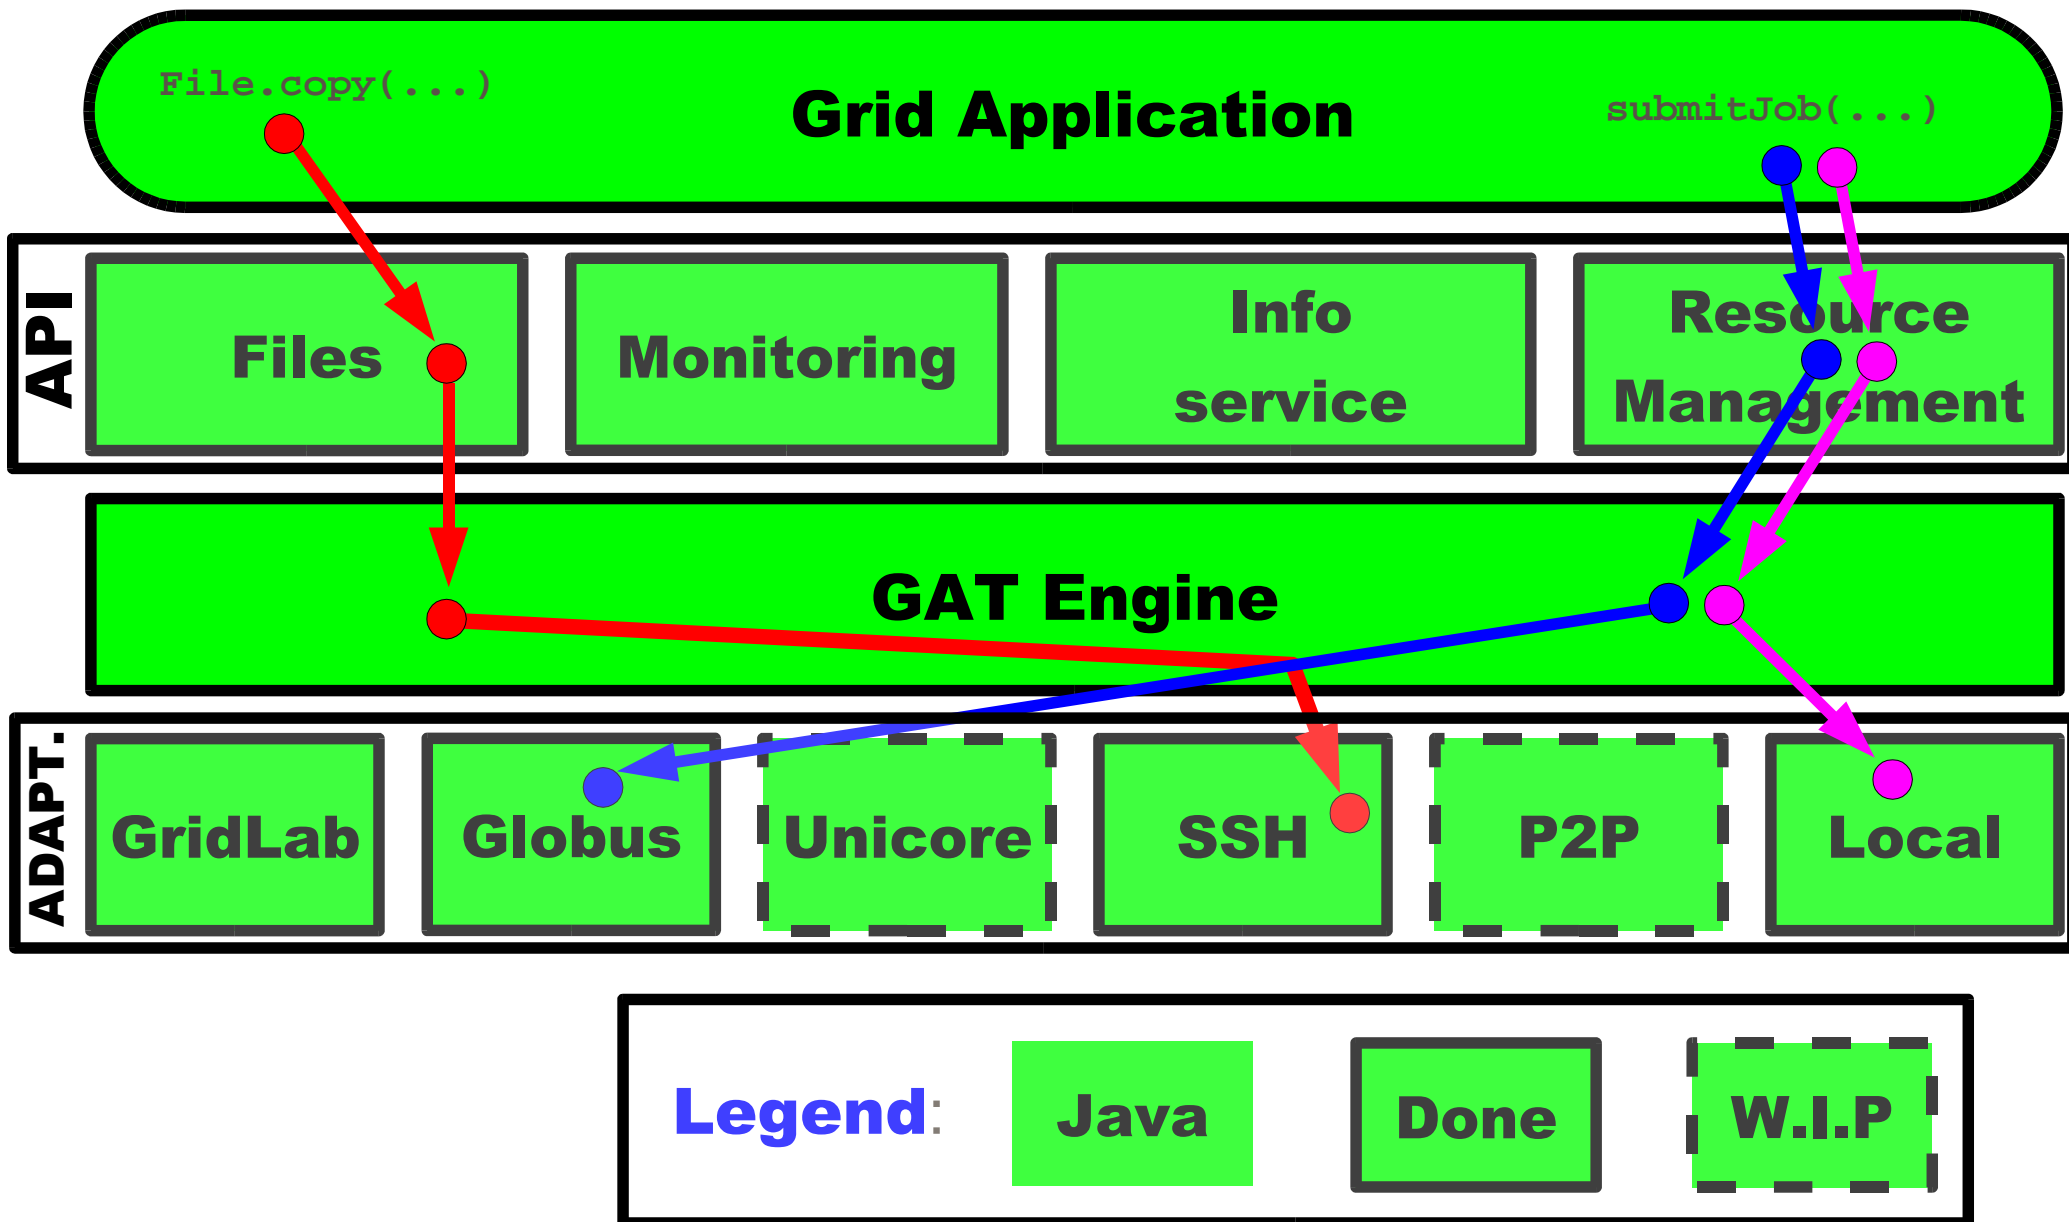 File.copy(...)
Grid Application
submitJob(...)
API
Files
Monitoring
Info
service
Resource
Management
GAT Engine
ADAPT.
GridLab
Globus
Unicore
SSH
P2P
Local
Legend:
Java
Done
W.I.P